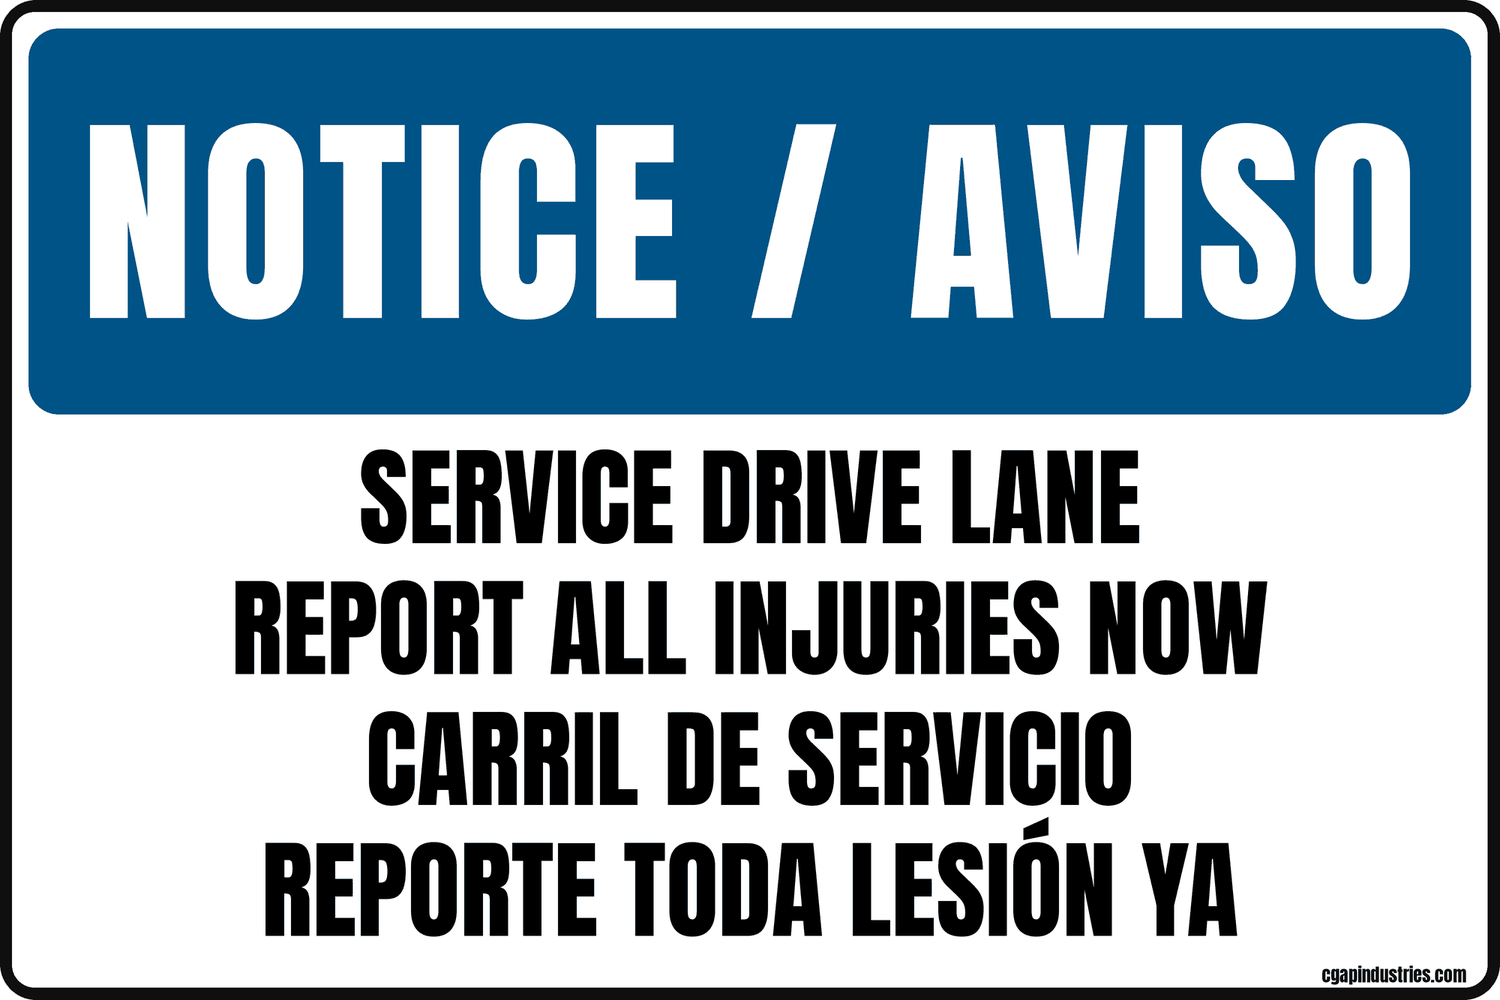 NOTICE / AVISO
SERVICE DRIVE LANE
REPORT ALL INJURIES NOW
CARRIL DE SERVICIO
REPORTE TODA LESIÓN YA
cgapindustries.com